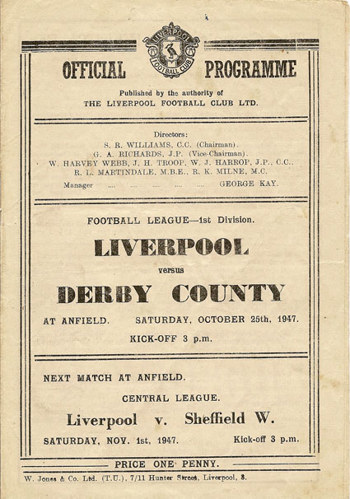 LIVERPOOL
FOOTBALL CLUB
OFFICIAL PROGRAMME
Published by the authority of
THE LIVERPOOL FOOTBALL CLUB LTD.
Directors:
S. R. WILLIAMS, C.C. (Chairman).
G. A. RICHARDS, J.P. (Vice-Chairman).
W. HARVEY WEBB, J. H. TROOP, W. J. HARROP, J.P., C.C.,
R. L. MARTINDALE, M.B.E., R. K. MILNE, M.C.
Manager ... ... ... ... ... GEORGE KAY.
FOOTBALL LEAGUE—1st Division.
LIVERPOOL
versus
DERBY COUNTY
AT ANFIELD. SATURDAY, OCTOBER 25th, 1947.
KICK-OFF 3 p.m.
NEXT MATCH AT ANFIELD.
CENTRAL LEAGUE.
Liverpool v. Sheffield W.
SATURDAY, NOV. 1st, 1947. Kick-off 3 p.m.
PRICE ONE PENNY.
W. Jones & Co. Ltd. (T.U.), 7/11 Hunter Street, Liverpool, 3.